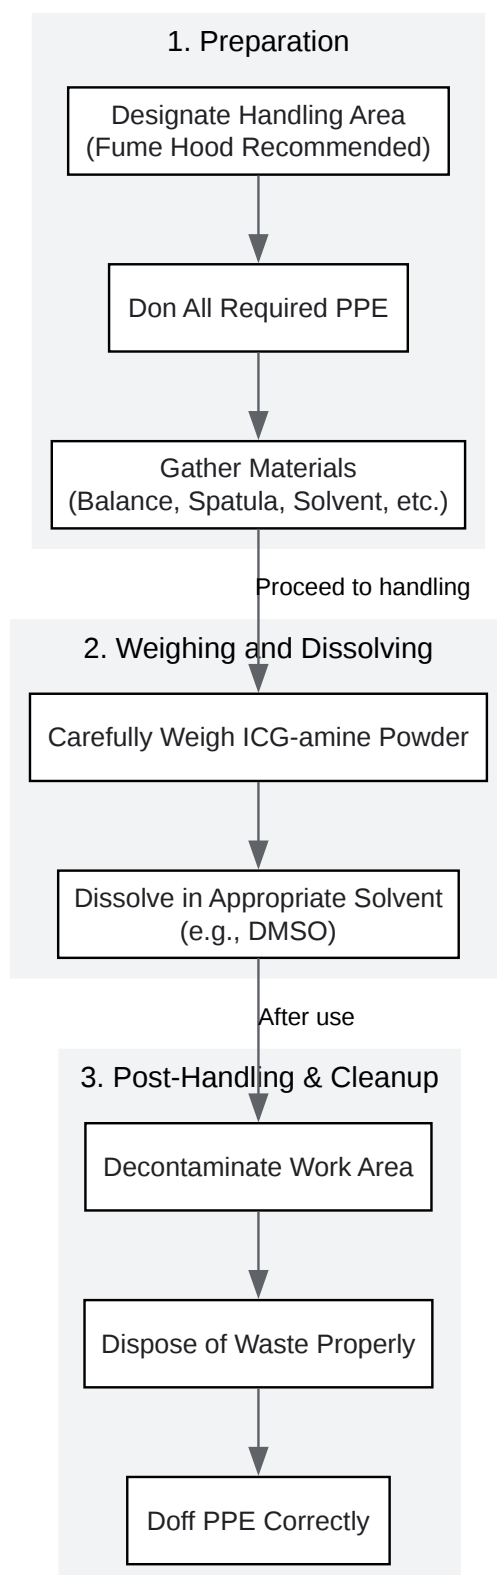 1. Preparation
Designate Handling Area
(Fume Hood Recommended)
Don All Required PPE
Gather Materials
(Balance, Spatula, Solvent, etc.)
Proceed to handling
2. Weighing and Dissolving
Carefully Weigh ICG-amine Powder
Dissolve in Appropriate Solvent
(e.g., DMSO)
After use
3. Post-Handling & Cleanup
Decontaminate Work Area
Dispose of Waste Properly
Doff PPE Correctly